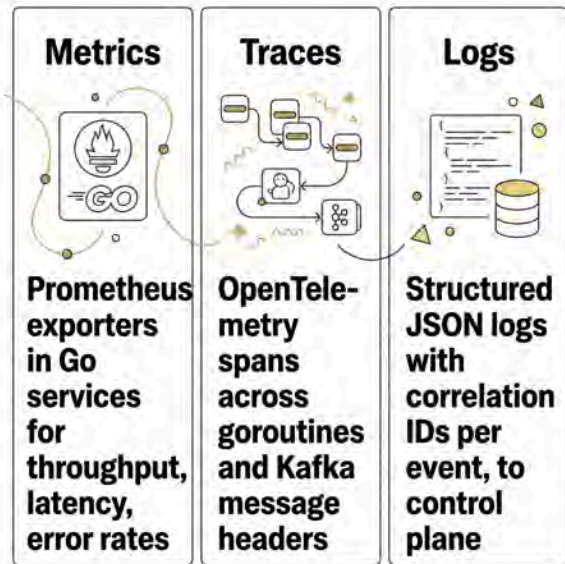 Metrics
GO
Prometheus
exporters
in Go
services
for
throughput,
latency,
error rates
Traces
OpenTele-
metry
spans
across
goroutines
and Kafka
message
headers
Logs
Structured
JSON logs
with
correlation
IDs per
event, to
control
plane